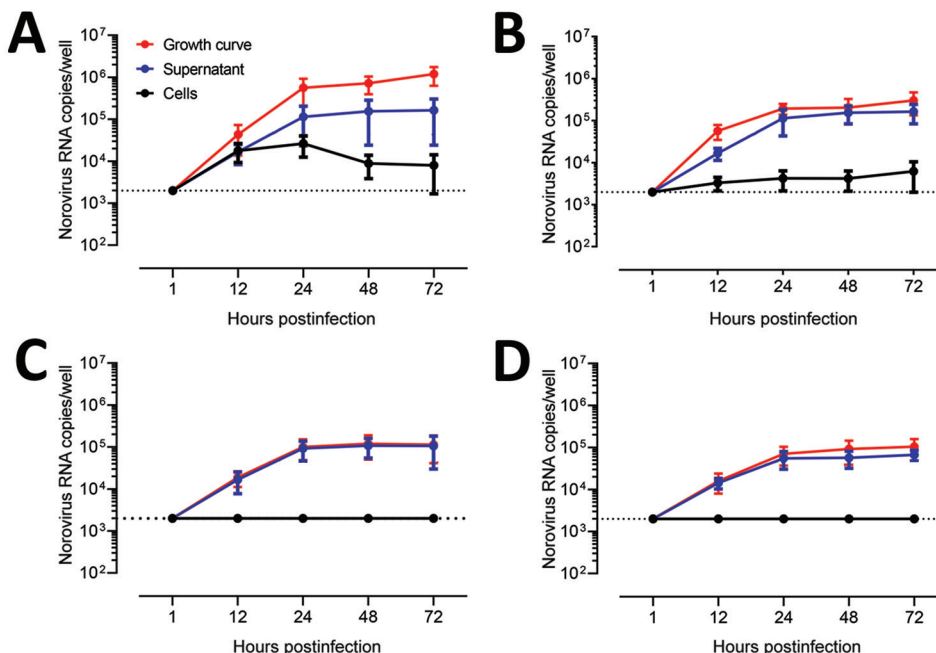 A
Norovirus RNA copies/well
10^7
10^6
10^5
10^4
10^3
10^2
Growth curve
Supernatant
Cells
1 12 24 48 72
Hours postinfection
B
Norovirus RNA copies/well
10^7
10^6
10^5
10^4
10^3
10^2
1 12 24 48 72
Hours postinfection
C
Norovirus RNA copies/well
10^7
10^6
10^5
10^4
10^3
10^2
1 12 24 48 72
Hours postinfection
D
Norovirus RNA copies/well
10^7
10^6
10^5
10^4
10^3
10^2
1 12 24 48 72
Hours postinfection